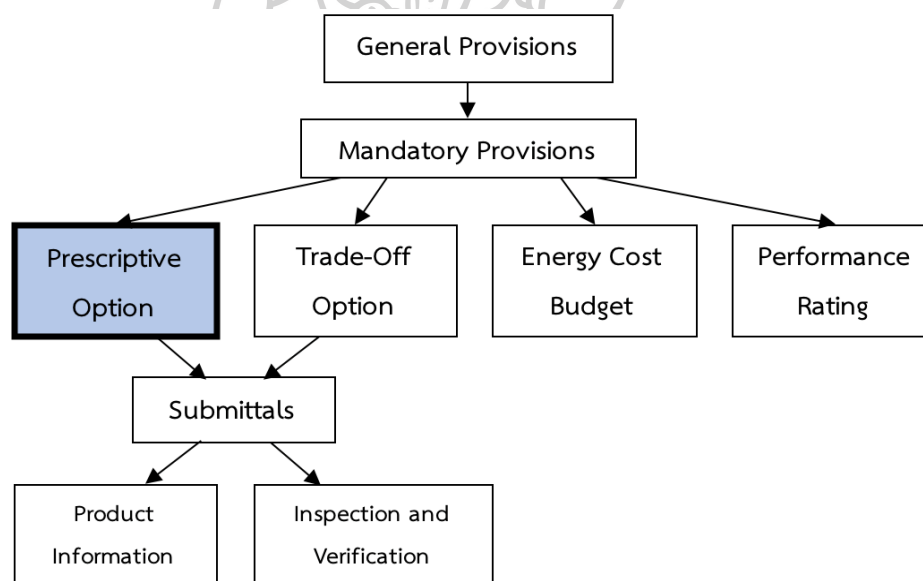 General Provisions
Mandatory Provisions
Prescriptive
Option
Trade-Off
Option
Energy Cost
Budget
Performance
Rating
Submittals
Product
Information
Inspection and
Verification